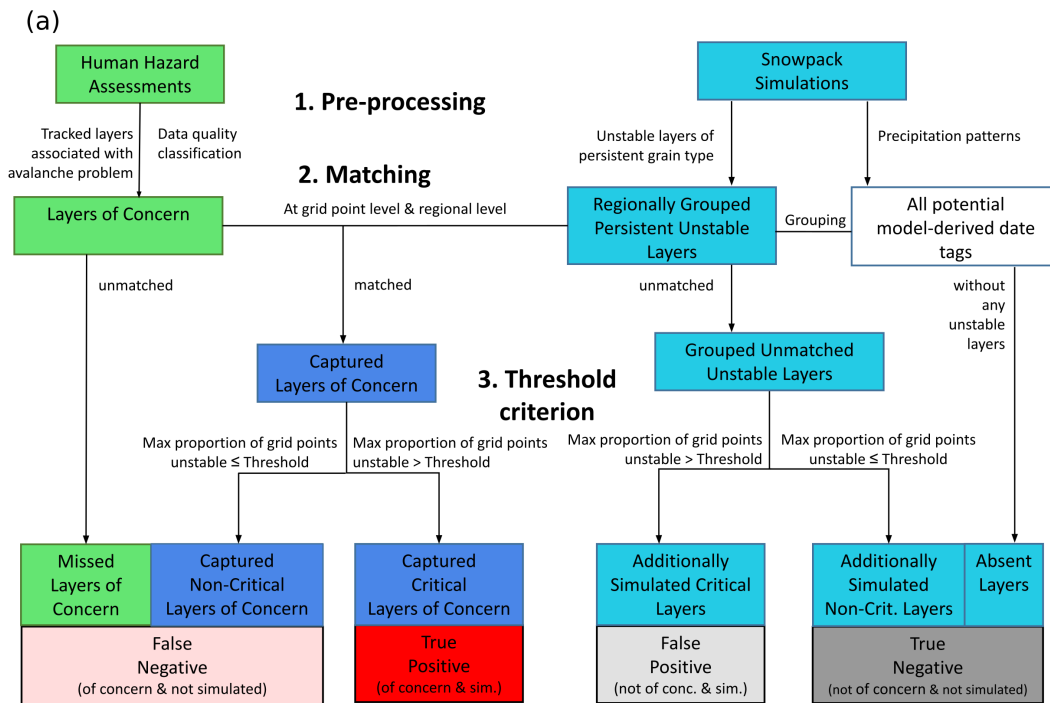 (a)
Human Hazard
Assessments
Snowpack
Simulations
1. Pre-processing
Tracked layers
associated with
avalanche problem
Data quality
classification
Unstable layers of
persistent grain type
Precipitation patterns
2. Matching
Layers of Concern
At grid point level & regional level
Regionally Grouped
Persistent Unstable
Layers
Grouping
All potential
model-derived date
tags
unmatched
matched
unmatched
without
any
unstable
layers
Captured
Layers of Concern
Grouped Unmatched
Unstable Layers
3. Threshold
criterion
Max proportion of grid points
unstable ≤ Threshold
Max proportion of grid points
unstable > Threshold
Max proportion of grid points
unstable > Threshold
Max proportion of grid points
unstable ≤ Threshold
Missed
Layers of
Concern
Captured
Non-Critical
Layers of Concern
Captured
Critical
Layers of Concern
Additionally
Simulated Critical
Layers
Additionally
Simulated
Non-Crit. Layers
Absent
Layers
False
Negative
(of concern & not simulated)
True
Positive
(of concern & sim.)
False
Positive
(not of conc. & sim.)
True
Negative
(not of concern & not simulated)